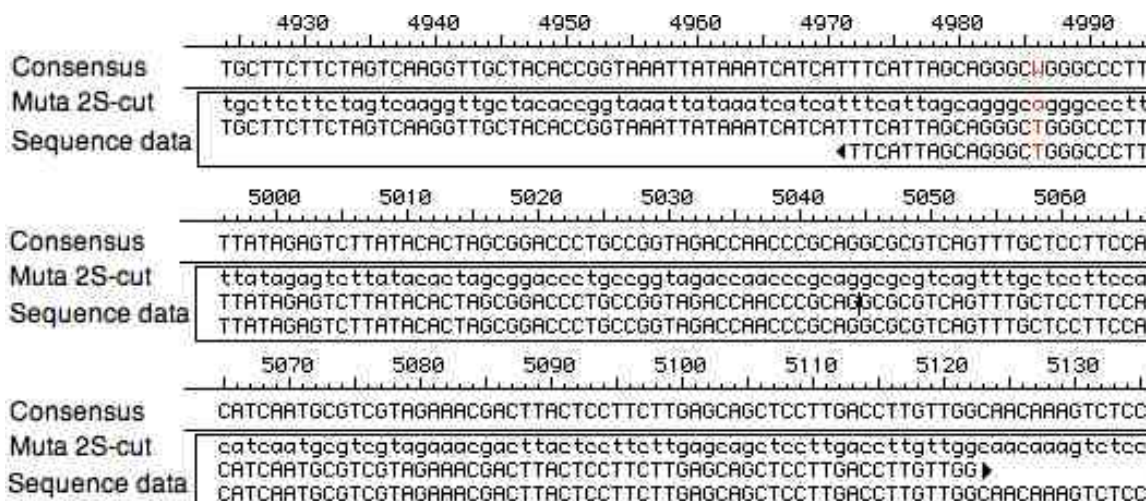 4930 4940 4950 4960 4970 4980 4990
Consensus TGCTTCTTCTAGTCAAGGTTGCTACACCGGTAAATTATAAATCATCATTTCATTAGCAGGGCWGGGCCCTT
Muta 2S-cut tgcttcttctagtcaaggttgctacaccggtaaattataaatcatcatttcattagcagggcagggccctt
Sequence data TGCTTCTTCTAGTCAAGGTTGCTACACCGGTAAATTATAAATCATCATTTCATTAGCAGGGCTGGGCCCTT
TTCATTAGCAGGGCTGGGCCCTT
5000 5010 5020 5030 5040 5050 5060
Consensus TTATAGAGTCTTATACACTAGCGGACCCTGCCGGTAGACCAACCCGCAGGCGCGTCAGTTTGCTCCTTCCA
Muta 2S-cut ttatagagtcttatacactagcggaccctgccggtagaccaacccgcaggcgcgtcagtttgctccttcca
Sequence data TTATAGAGTCTTATACACTAGCGGACCCTGCCGGTAGACCAACCCGCAGGCGCGTCAGTTTGCTCCTTCCA
TTATAGAGTCTTATACACTAGCGGACCCTGCCGGTAGACCAACCCGCAGGCGCGTCAGTTTGCTCCTTCCA
5070 5080 5090 5100 5110 5120 5130
Consensus CATCAATGCGTCGTAGAAACGACTTACTCCTTCTTGAGCAGCTCCTTGACCTTGTTGGCAACAAAGTCTCC
Muta 2S-cut catcaatgcgtcgtagaaacgacttactccttcttgagcagctccttgaccttgttggcaacaaagtctcc
Sequence data CATCAATGCGTCGTAGAAACGACTTACTCCTTCTTGAGCAGCTCCTTGACCTTGTTGG
CATCAATGCGTCGTAGAAACGACTTACTCCTTCTTGAGCAGCTCCTTGACCTTGTTGGCAACAAAGTCTCC